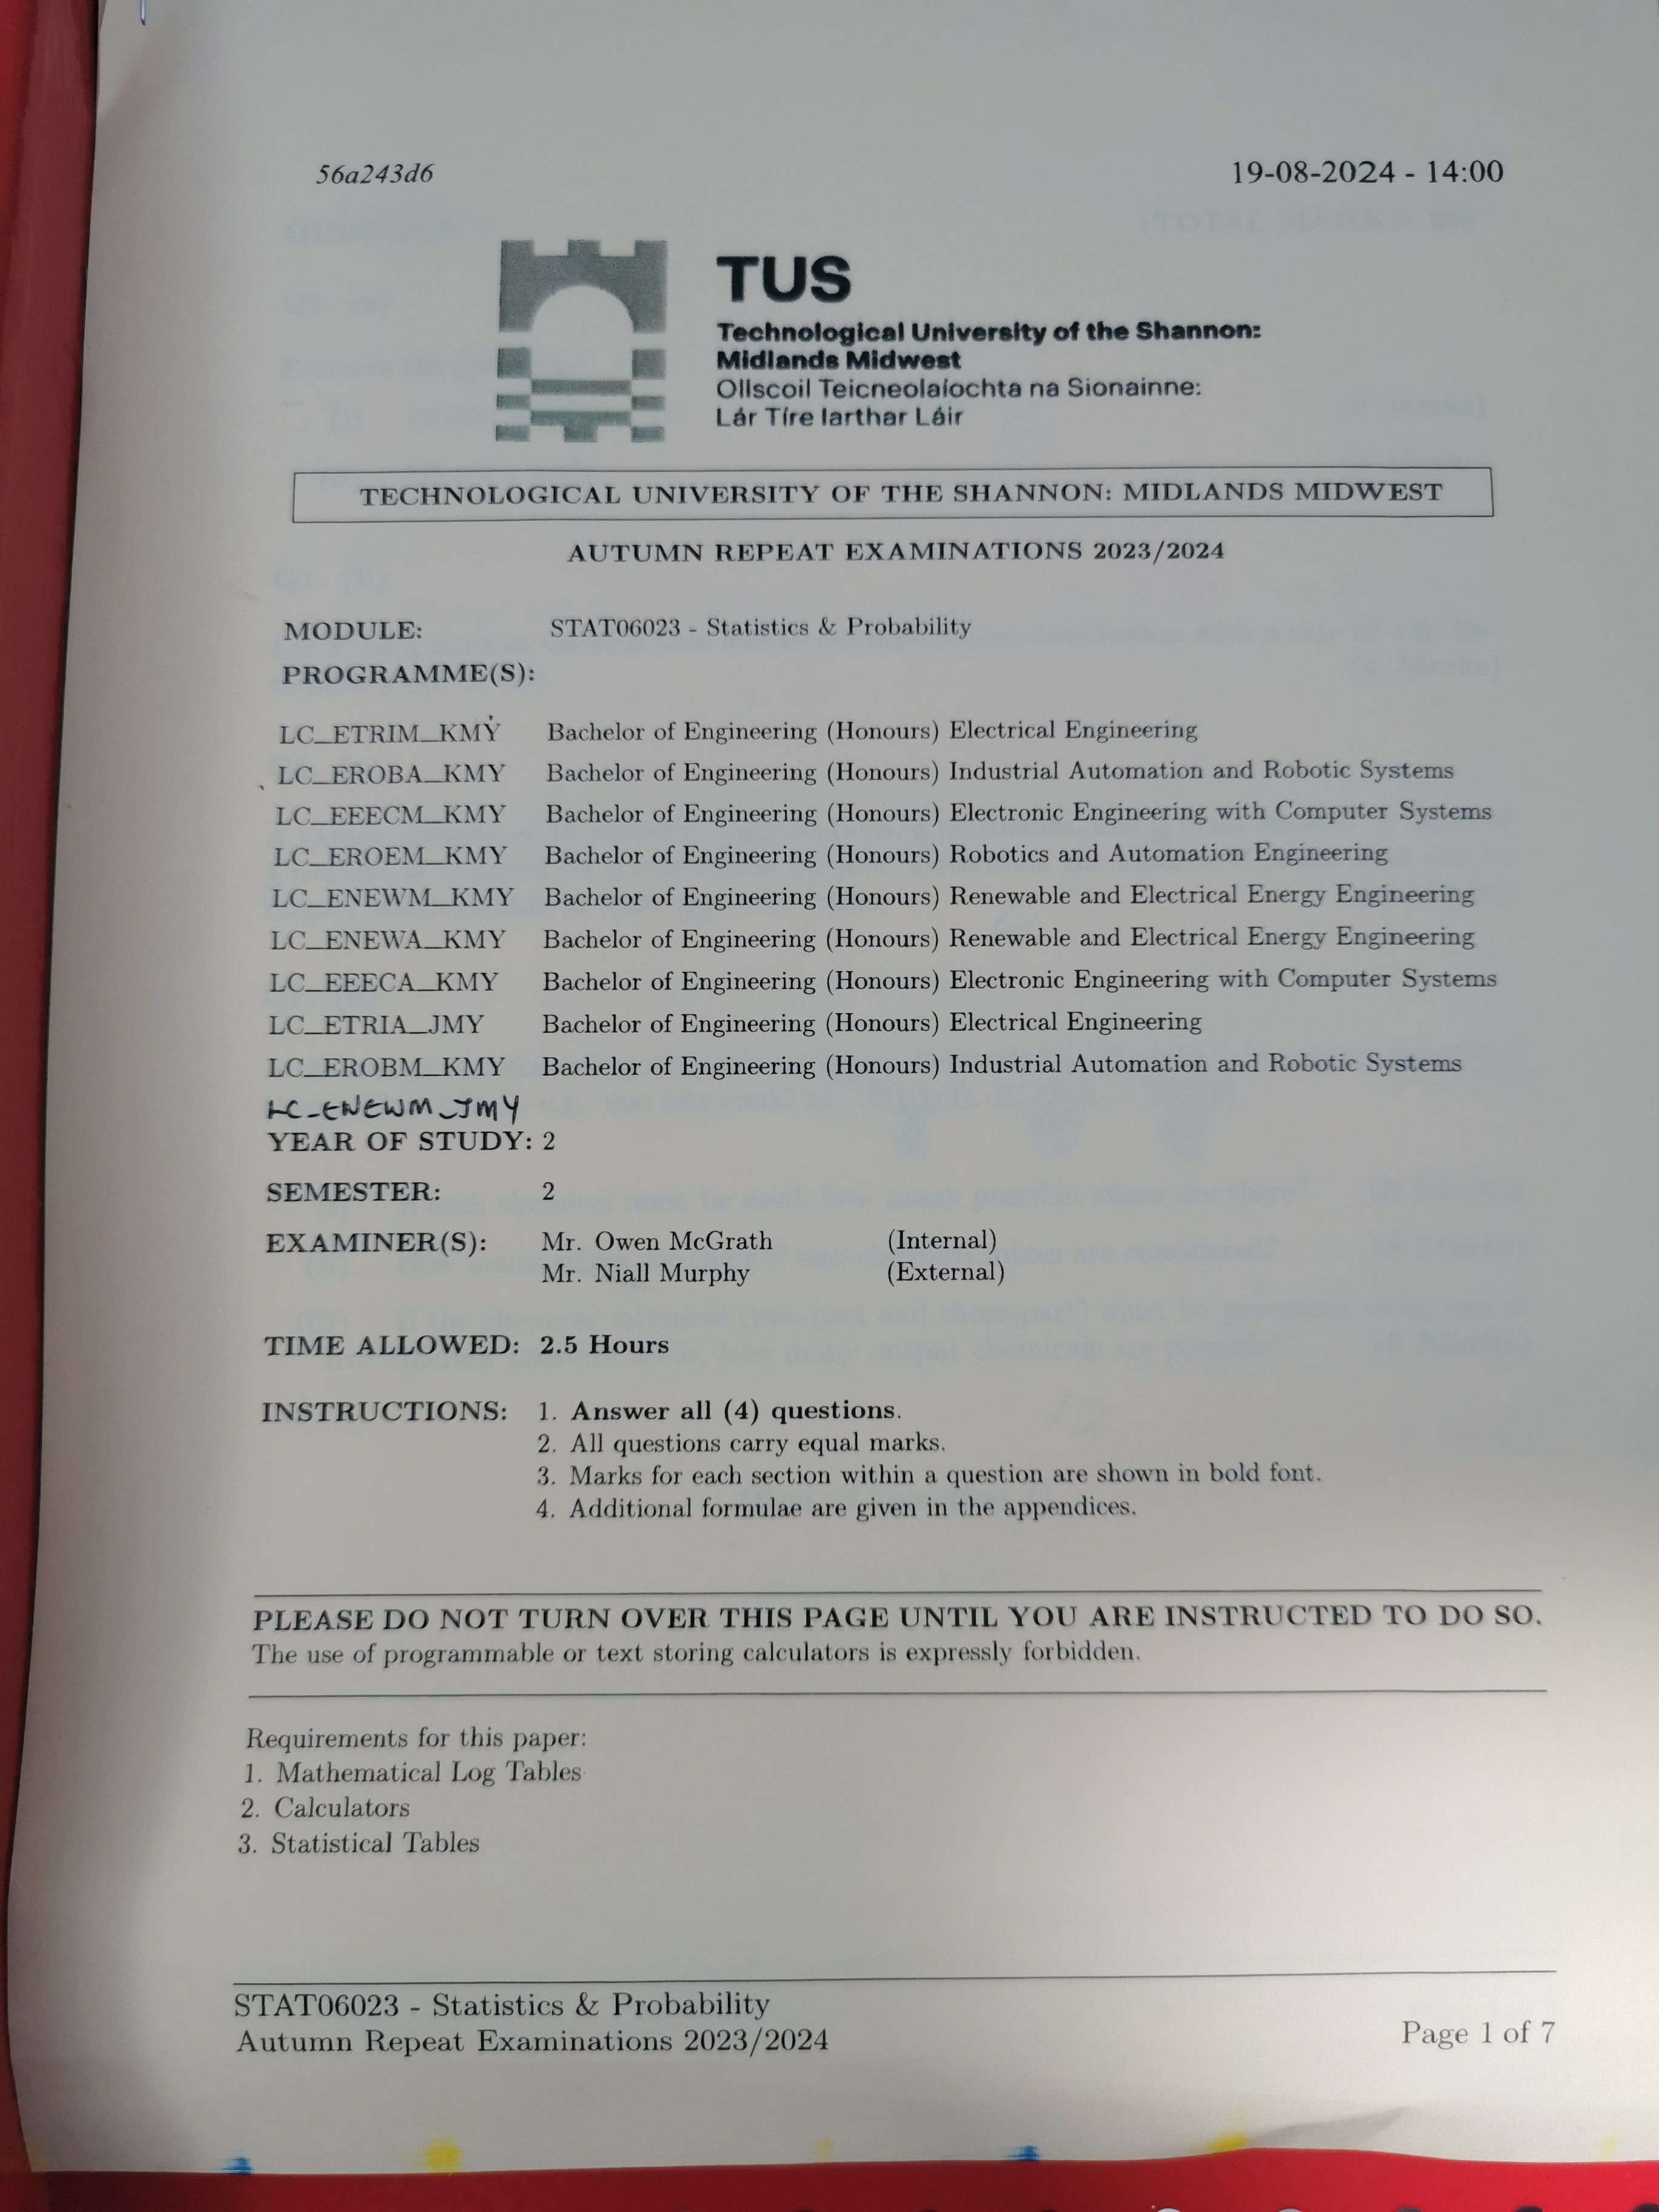 56a243d6 19-08-2024 - 14:00
TUS
Technological University of the Shannon:
Midlands Midwest
Ollscoil Teicneolaíochta na Sionainne:
Lár Tíre Iarthar Láir
TECHNOLOGICAL UNIVERSITY OF THE SHANNON: MIDLANDS MIDWEST
AUTUMN REPEAT EXAMINATIONS 2023/2024
MODULE: STAT06023 - Statistics & Probability
PROGRAMME(S):
LC_ETRIM_KMY Bachelor of Engineering (Honours) Electrical Engineering
LC_EROBA_KMY Bachelor of Engineering (Honours) Industrial Automation and Robotic Systems
LC_EEECM_KMY Bachelor of Engineering (Honours) Electronic Engineering with Computer Systems
LC_EROEM_KMY Bachelor of Engineering (Honours) Robotics and Automation Engineering
LC_ENEWM_KMY Bachelor of Engineering (Honours) Renewable and Electrical Energy Engineering
LC_ENEWA_KMY Bachelor of Engineering (Honours) Renewable and Electrical Energy Engineering
LC_EEECA_KMY Bachelor of Engineering (Honours) Electronic Engineering with Computer Systems
LC_ETRIA_JMY Bachelor of Engineering (Honours) Electrical Engineering
LC_EROBM_KMY Bachelor of Engineering (Honours) Industrial Automation and Robotic Systems
LC_ENEWM_JMY
YEAR OF STUDY: 2
SEMESTER: 2
EXAMINER(S): Mr. Owen McGrath (Internal)
Mr. Niall Murphy (External)
TIME ALLOWED: 2.5 Hours
INSTRUCTIONS: 1. Answer all (4) questions.
2. All questions carry equal marks.
3. Marks for each section within a question are shown in bold font.
4. Additional formulae are given in the appendices.
PLEASE DO NOT TURN OVER THIS PAGE UNTIL YOU ARE INSTRUCTED TO DO SO.
The use of programmable or text storing calculators is expressly forbidden.
Requirements for this paper:
1. Mathematical Log Tables
2. Calculators
3. Statistical Tables
STAT06023 - Statistics & Probability
Autumn Repeat Examinations 2023/2024
Page 1 of 7